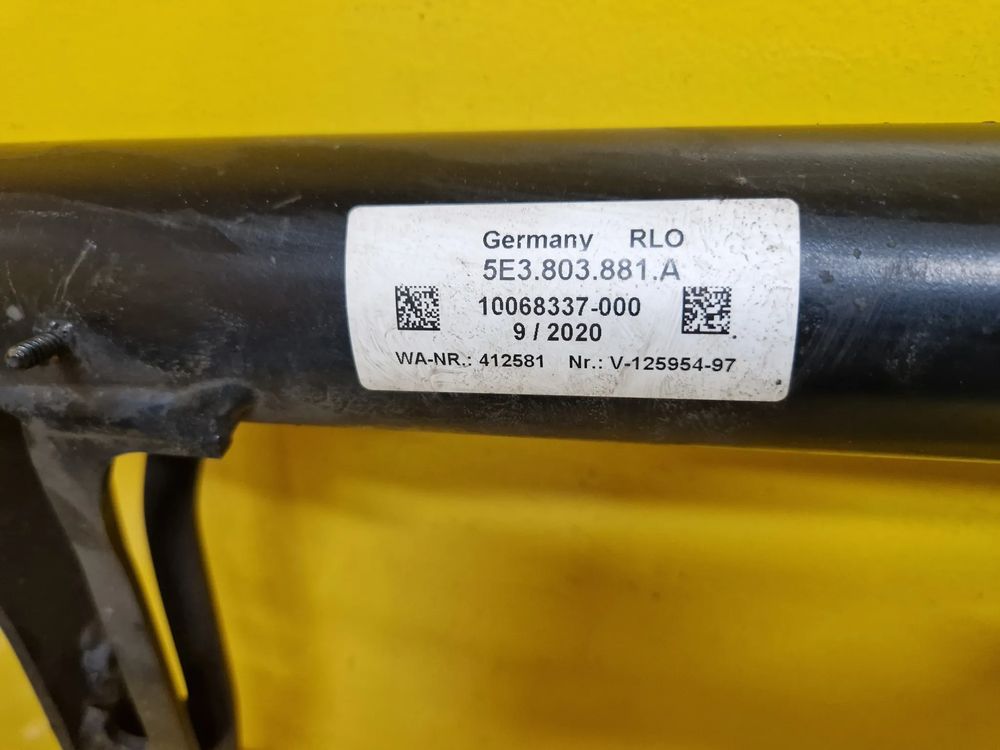 Germany RLO
5E3.803.881.A
10068337-000
9 / 2020
WA-NR.: 412581 Nr.: V-125954-97